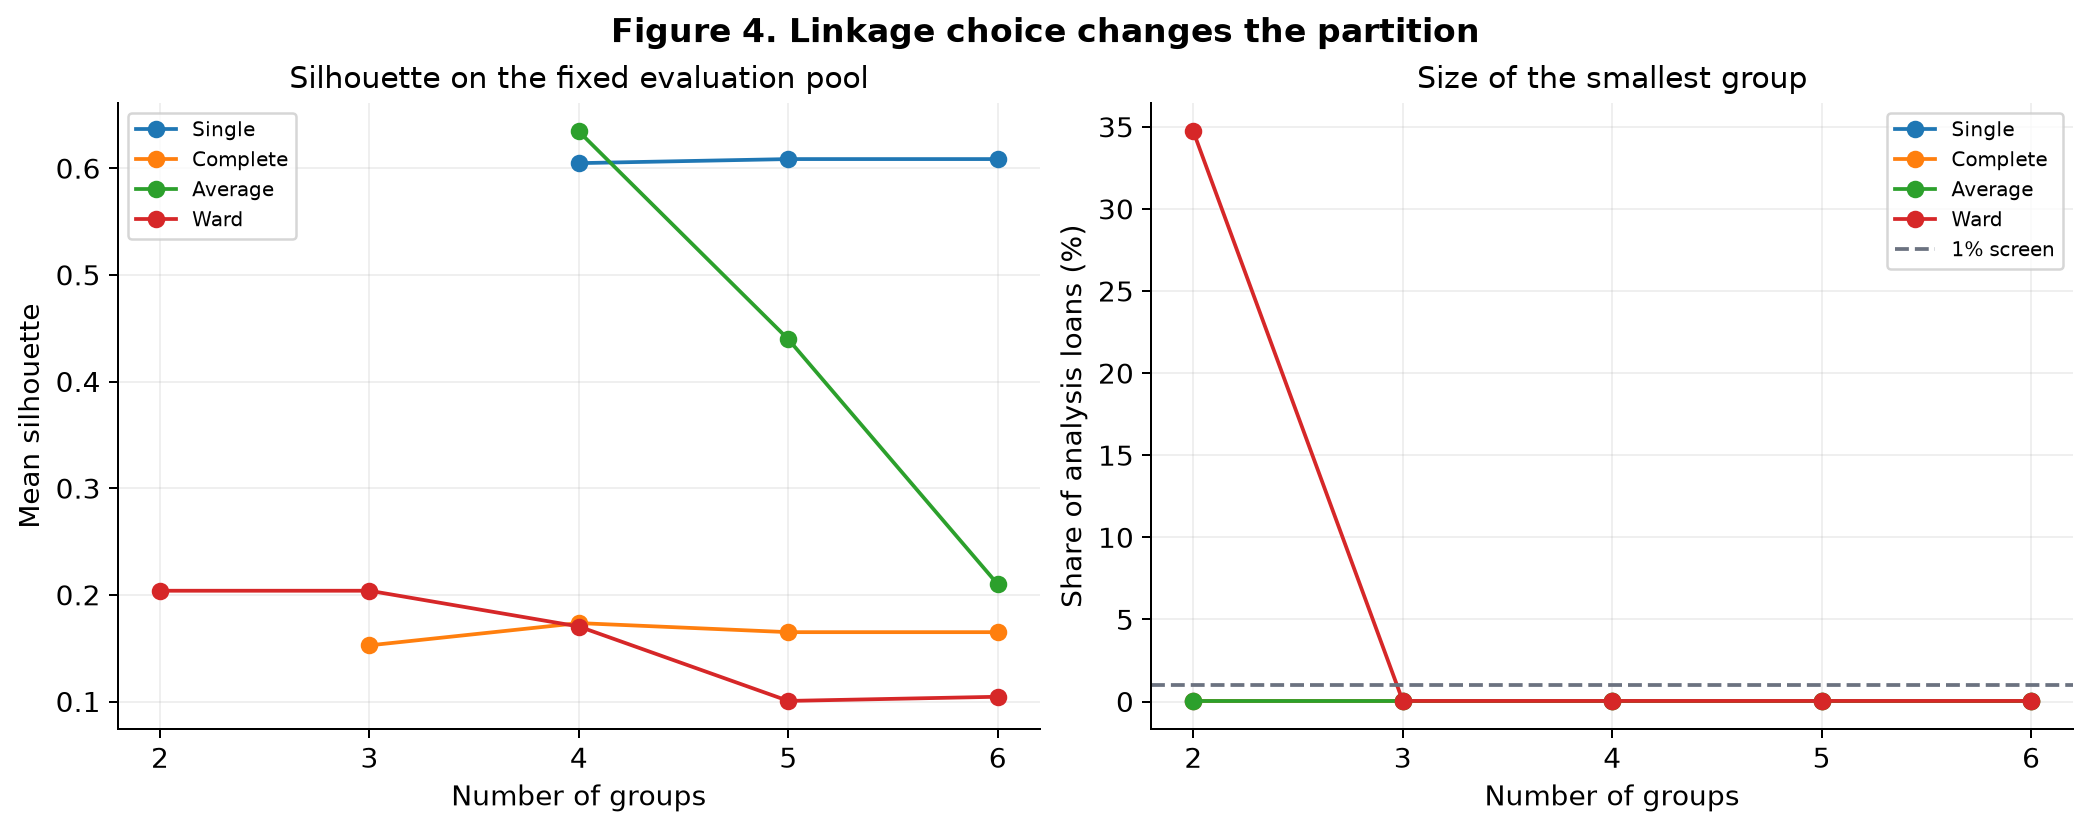 Figure 4. Linkage choice changes the partition
Silhouette on the fixed evaluation pool
Single
Complete
Average
Ward
Mean silhouette
0.6
0.5
0.4
0.3
0.2
0.1
2 3 4 5 6
Number of groups
Size of the smallest group
Single
Complete
Average
Ward
1% screen
Share of analysis loans (%)
35
30
25
20
15
10
5
0
2 3 4 5 6
Number of groups